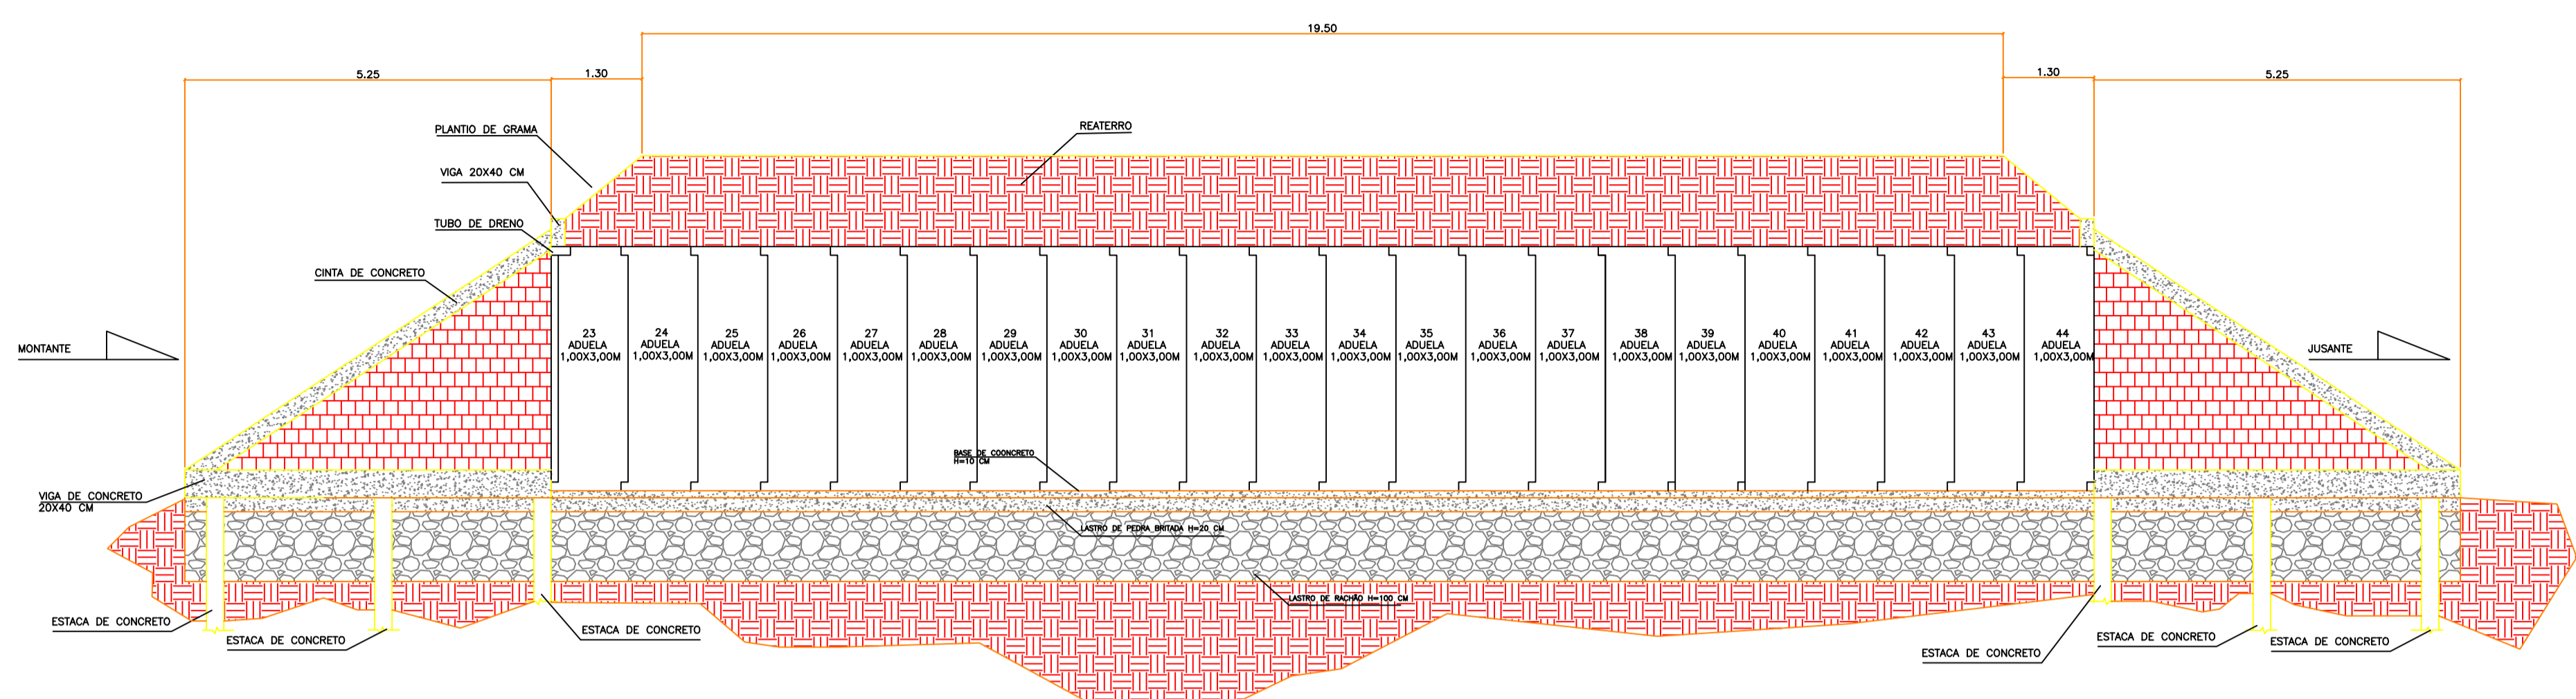 19.50
5.25
1.30
1.30
5.25
PLANTIO DE GRAMA
REATERRO
VIGA 20X40 CM
TUBO DE DRENO
CINTA DE CONCRETO
MONTANTE
JUSANTE
23
ADUELA
1,00X3,00M
24
ADUELA
1,00X3,00M
25
ADUELA
1,00X3,00M
26
ADUELA
1,00X3,00M
27
ADUELA
1,00X3,00M
28
ADUELA
1,00X3,00M
29
ADUELA
1,00X3,00M
30
ADUELA
1,00X3,00M
31
ADUELA
1,00X3,00M
32
ADUELA
1,00X3,00M
33
ADUELA
1,00X3,00M
34
ADUELA
1,00X3,00M
35
ADUELA
1,00X3,00M
36
ADUELA
1,00X3,00M
37
ADUELA
1,00X3,00M
38
ADUELA
1,00X3,00M
39
ADUELA
1,00X3,00M
40
ADUELA
1,00X3,00M
41
ADUELA
1,00X3,00M
42
ADUELA
1,00X3,00M
43
ADUELA
1,00X3,00M
44
ADUELA
1,00X3,00M
BASE DE COONCRETO
H=10 CM
VIGA DE CONCRETO
20X40 CM
LASTRO DE PEDRA BRITADA H=20 CM
LASTRO DE RACHÃO H=100 CM
ESTACA DE CONCRETO
ESTACA DE CONCRETO
ESTACA DE CONCRETO
ESTACA DE CONCRETO
ESTACA DE CONCRETO
ESTACA DE CONCRETO